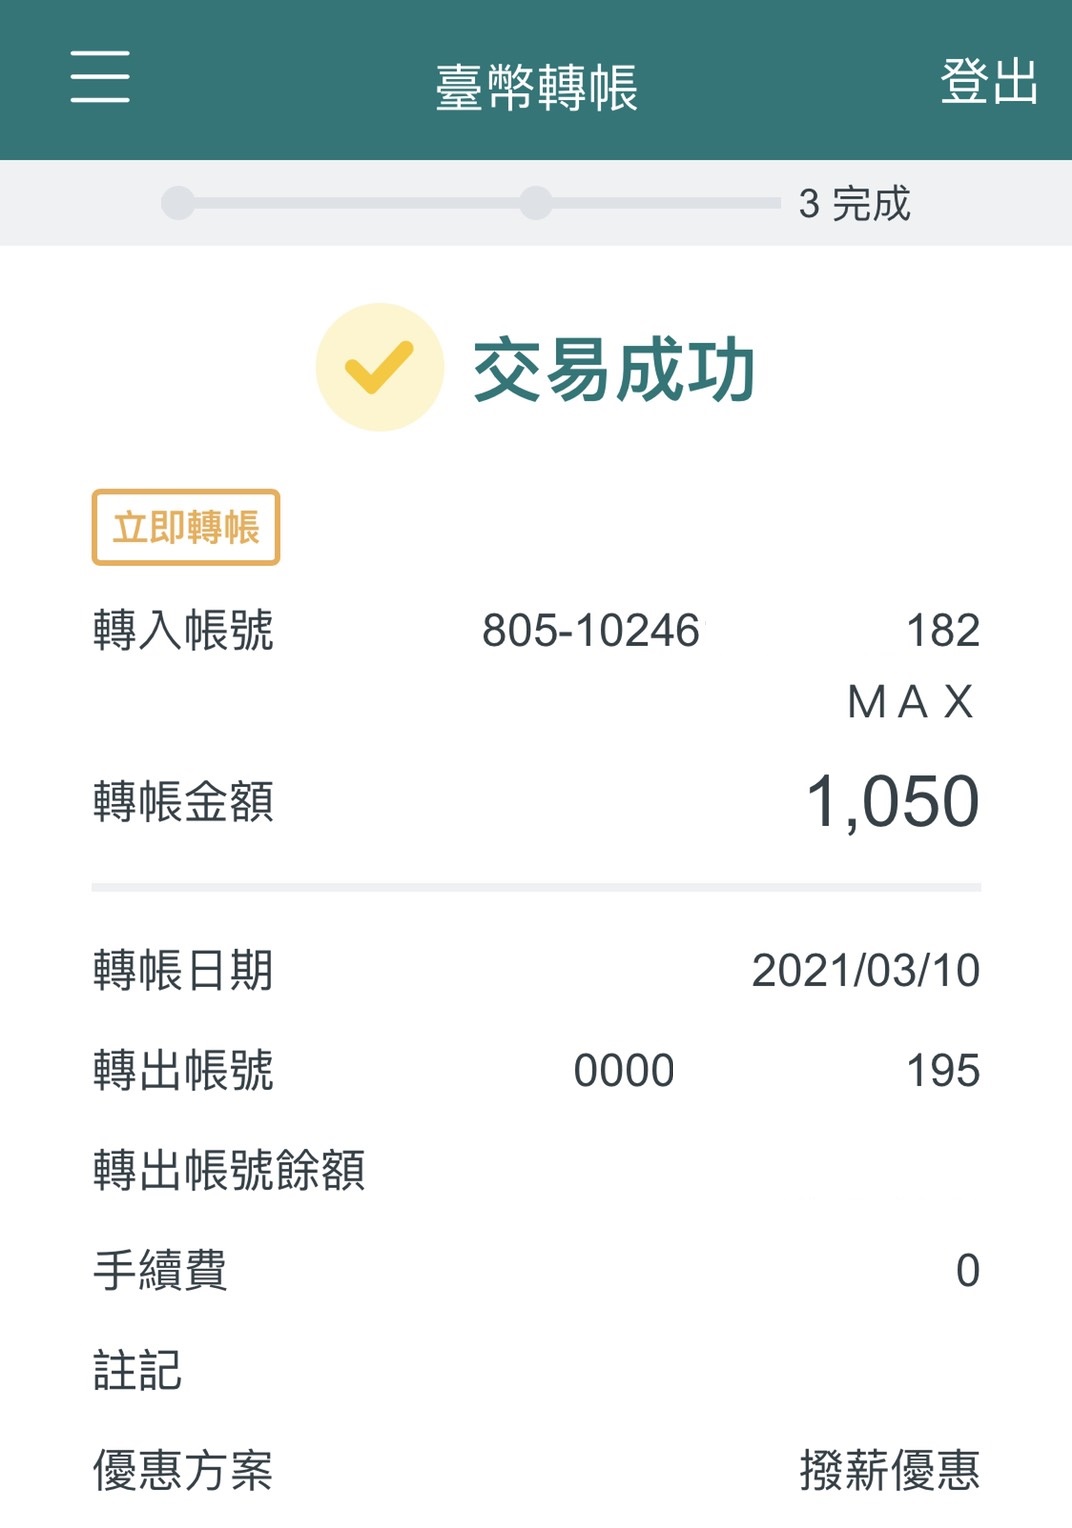 臺幣轉帳 登出
3 完成
交易成功
立即轉帳
轉入帳號 805-10246 182
ＭＡＸ
轉帳金額 1,050
轉帳日期 2021/03/10
轉出帳號 0000 195
轉出帳號餘額
手續費 0
註記
優惠方案 撥薪優惠